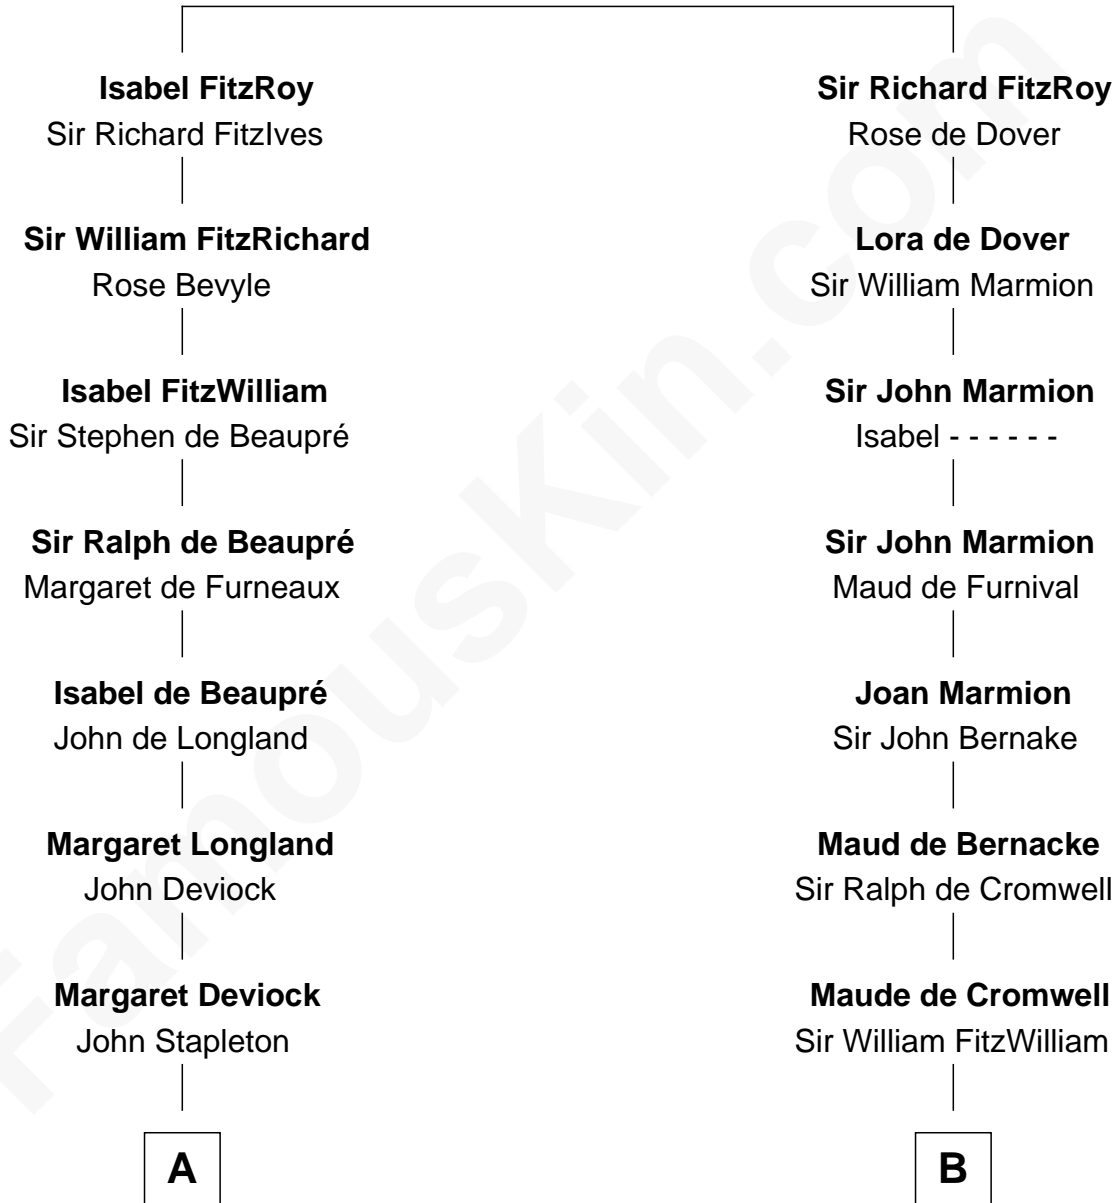 Isabel FitzRoy
Sir Richard FitzIves
Sir William FitzRichard
Rose Bevyle
Isabel FitzWilliam
Sir Stephen de Beaupré
Sir Ralph de Beaupré
Margaret de Furneaux
Isabel de Beaupré
John de Longland
Margaret Longland
John Deviock
Margaret Deviock
John Stapleton
A
Sir Richard FitzRoy
Rose de Dover
Lora de Dover
Sir William Marmion
Sir John Marmion
Isabel - - - - - -
Sir John Marmion
Maud de Furnival
Joan Marmion
Sir John Bernake
Maud de Bernacke
Sir Ralph de Cromwell
Maude de Cromwell
Sir William FitzWilliam
B
FamousKin.com